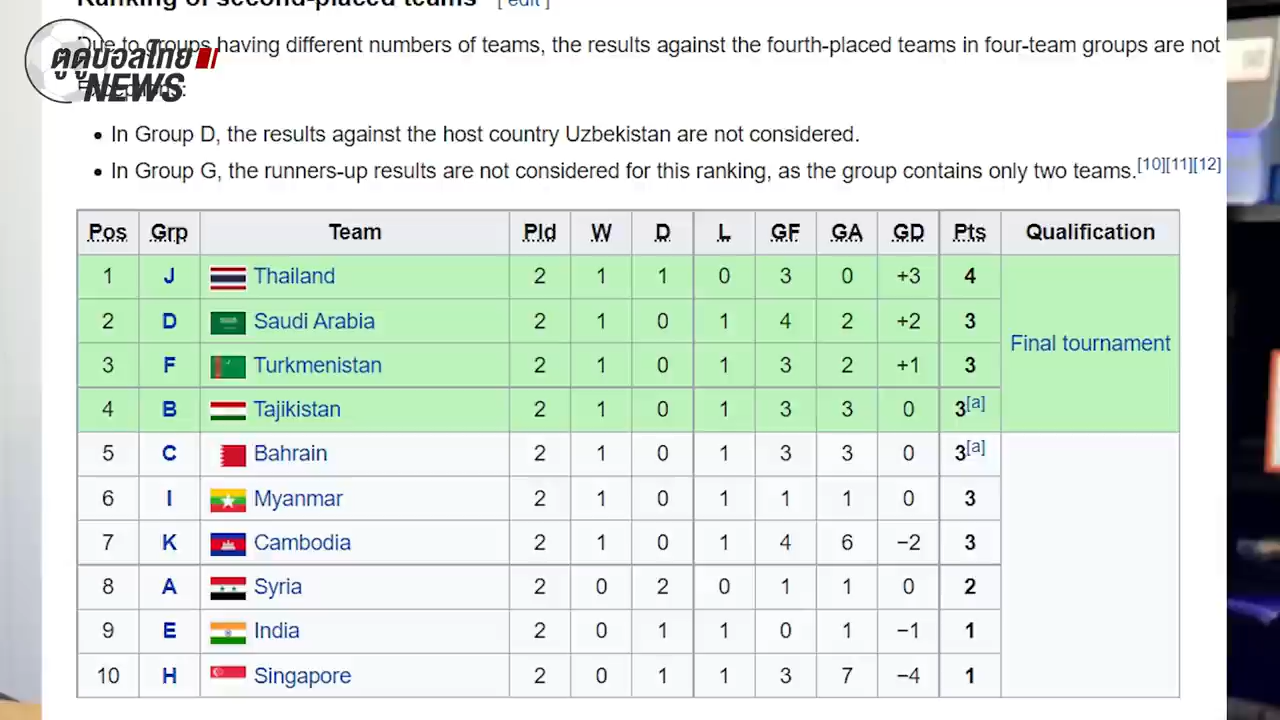 Ranking of second-placed teams [ edit ]
Due to groups having different numbers of teams, the results against the fourth-placed teams in four-team groups are not
ตูดูบอลไทย
NEWS
In Group D, the results against the host country Uzbekistan are not considered.
In Group G, the runners-up results are not considered for this ranking, as the group contains only two teams.[10][11][12]
Pos Grp Team Pld W D L GF GA GD Pts Qualification
1 J Thailand 2 1 1 0 3 0 +3 4
2 D Saudi Arabia 2 1 0 1 4 2 +2 3
Final tournament
3 F Turkmenistan 2 1 0 1 3 2 +1 3
4 B Tajikistan 2 1 0 1 3 3 0 3[a]
5 C Bahrain 2 1 0 1 3 3 0 3[a]
6 I Myanmar 2 1 0 1 1 1 0 3
7 K Cambodia 2 1 0 1 4 6 −2 3
8 A Syria 2 0 2 0 1 1 0 2
9 E India 2 0 1 1 0 1 −1 1
10 H Singapore 2 0 1 1 3 7 −4 1